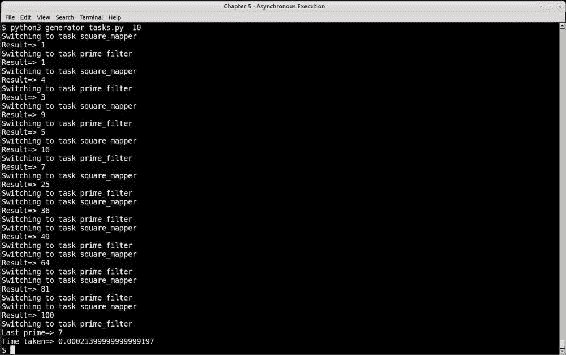 Chapter 5 - Asynchronous Execution
File Edit View Search Terminal Help
$ python3 generator_tasks.py 10
Switching to task square_mapper
Result=> 1
Switching to task prime_filter
Result=> 1
Switching to task square_mapper
Result=> 4
Switching to task prime_filter
Result=> 3
Switching to task square_mapper
Result=> 9
Switching to task prime_filter
Result=> 5
Switching to task square_mapper
Result=> 16
Switching to task prime_filter
Result=> 7
Switching to task square_mapper
Result=> 25
Switching to task prime_filter
Switching to task square_mapper
Result=> 36
Switching to task prime_filter
Switching to task square_mapper
Result=> 49
Switching to task prime_filter
Switching to task square_mapper
Result=> 64
Switching to task prime_filter
Switching to task square_mapper
Result=> 81
Switching to task prime_filter
Switching to task square_mapper
Result=> 100
Switching to task prime_filter
Last prime=> 7
Time taken=> 0.00021399999999999197
$